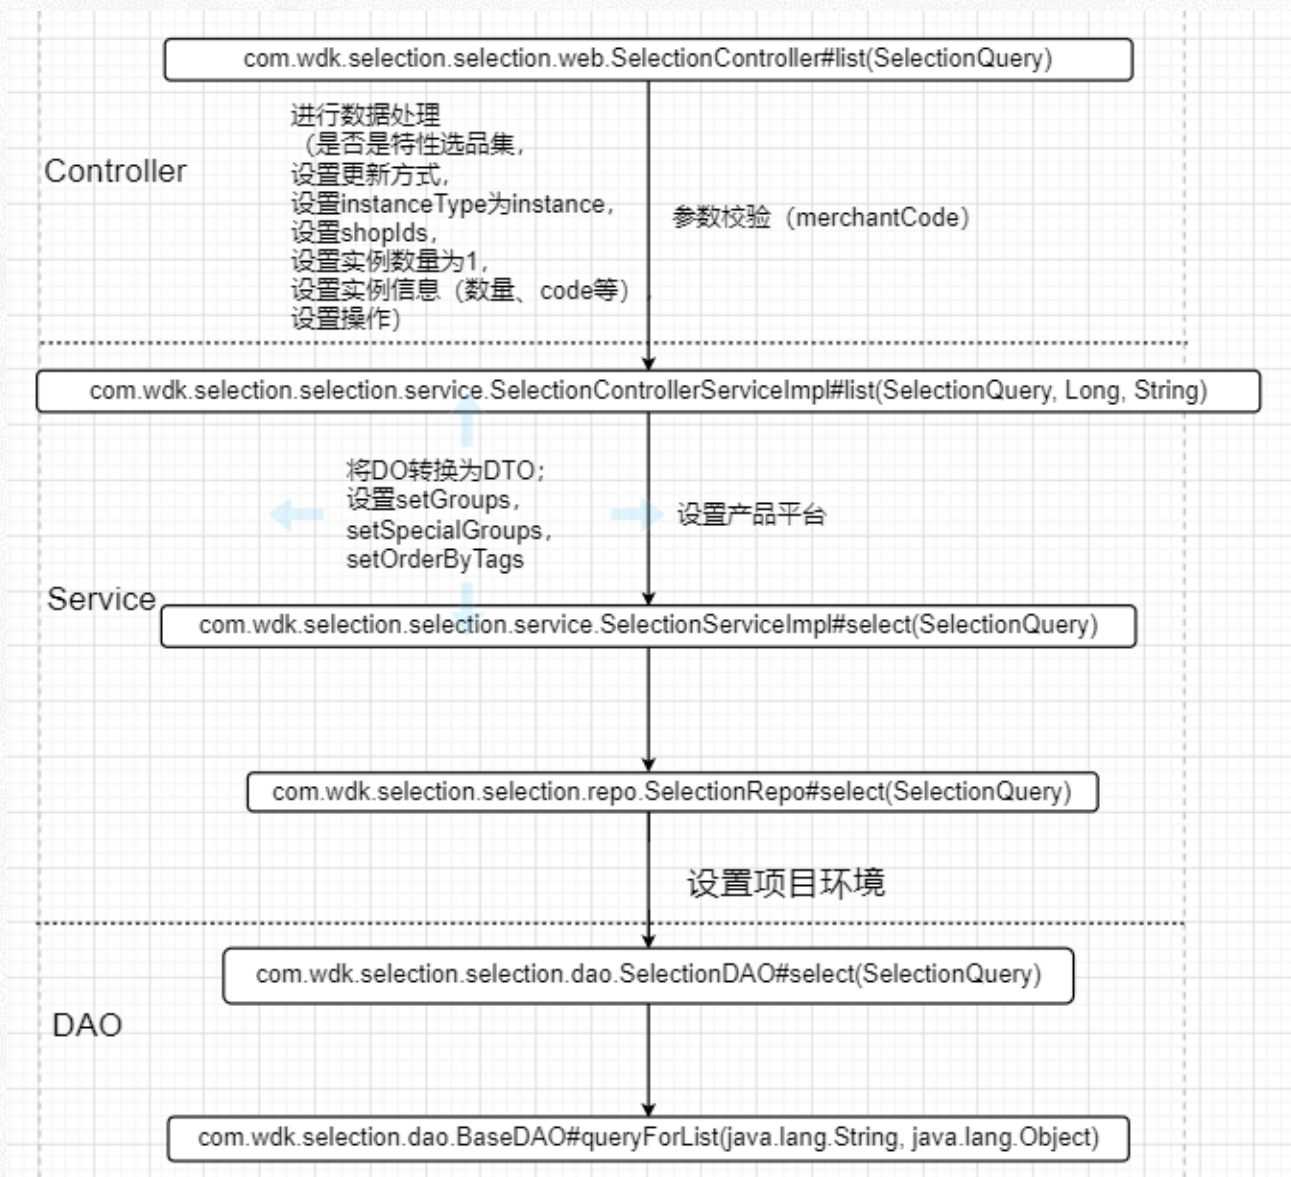 com.wdk.selection.selection.web.SelectionController#list(SelectionQuery)
进行数据处理
（是否是特性选品集，
设置更新方式，
设置instanceType为instance，
设置shopIds，
设置实例数量为1，
设置实例信息（数量、code等），
设置操作）
Controller
参数校验（merchantCode）
com.wdk.selection.selection.service.SelectionControllerServiceImpl#list(SelectionQuery, Long, String)
将DO转换为DTO；
设置setGroups，
setSpecialGroups，
setOrderByTags
设置产品平台
Service
com.wdk.selection.selection.service.SelectionServiceImpl#select(SelectionQuery)
com.wdk.selection.selection.repo.SelectionRepo#select(SelectionQuery)
设置项目环境
com.wdk.selection.selection.dao.SelectionDAO#select(SelectionQuery)
DAO
com.wdk.selection.dao.BaseDAO#queryForList(java.lang.String, java.lang.Object)